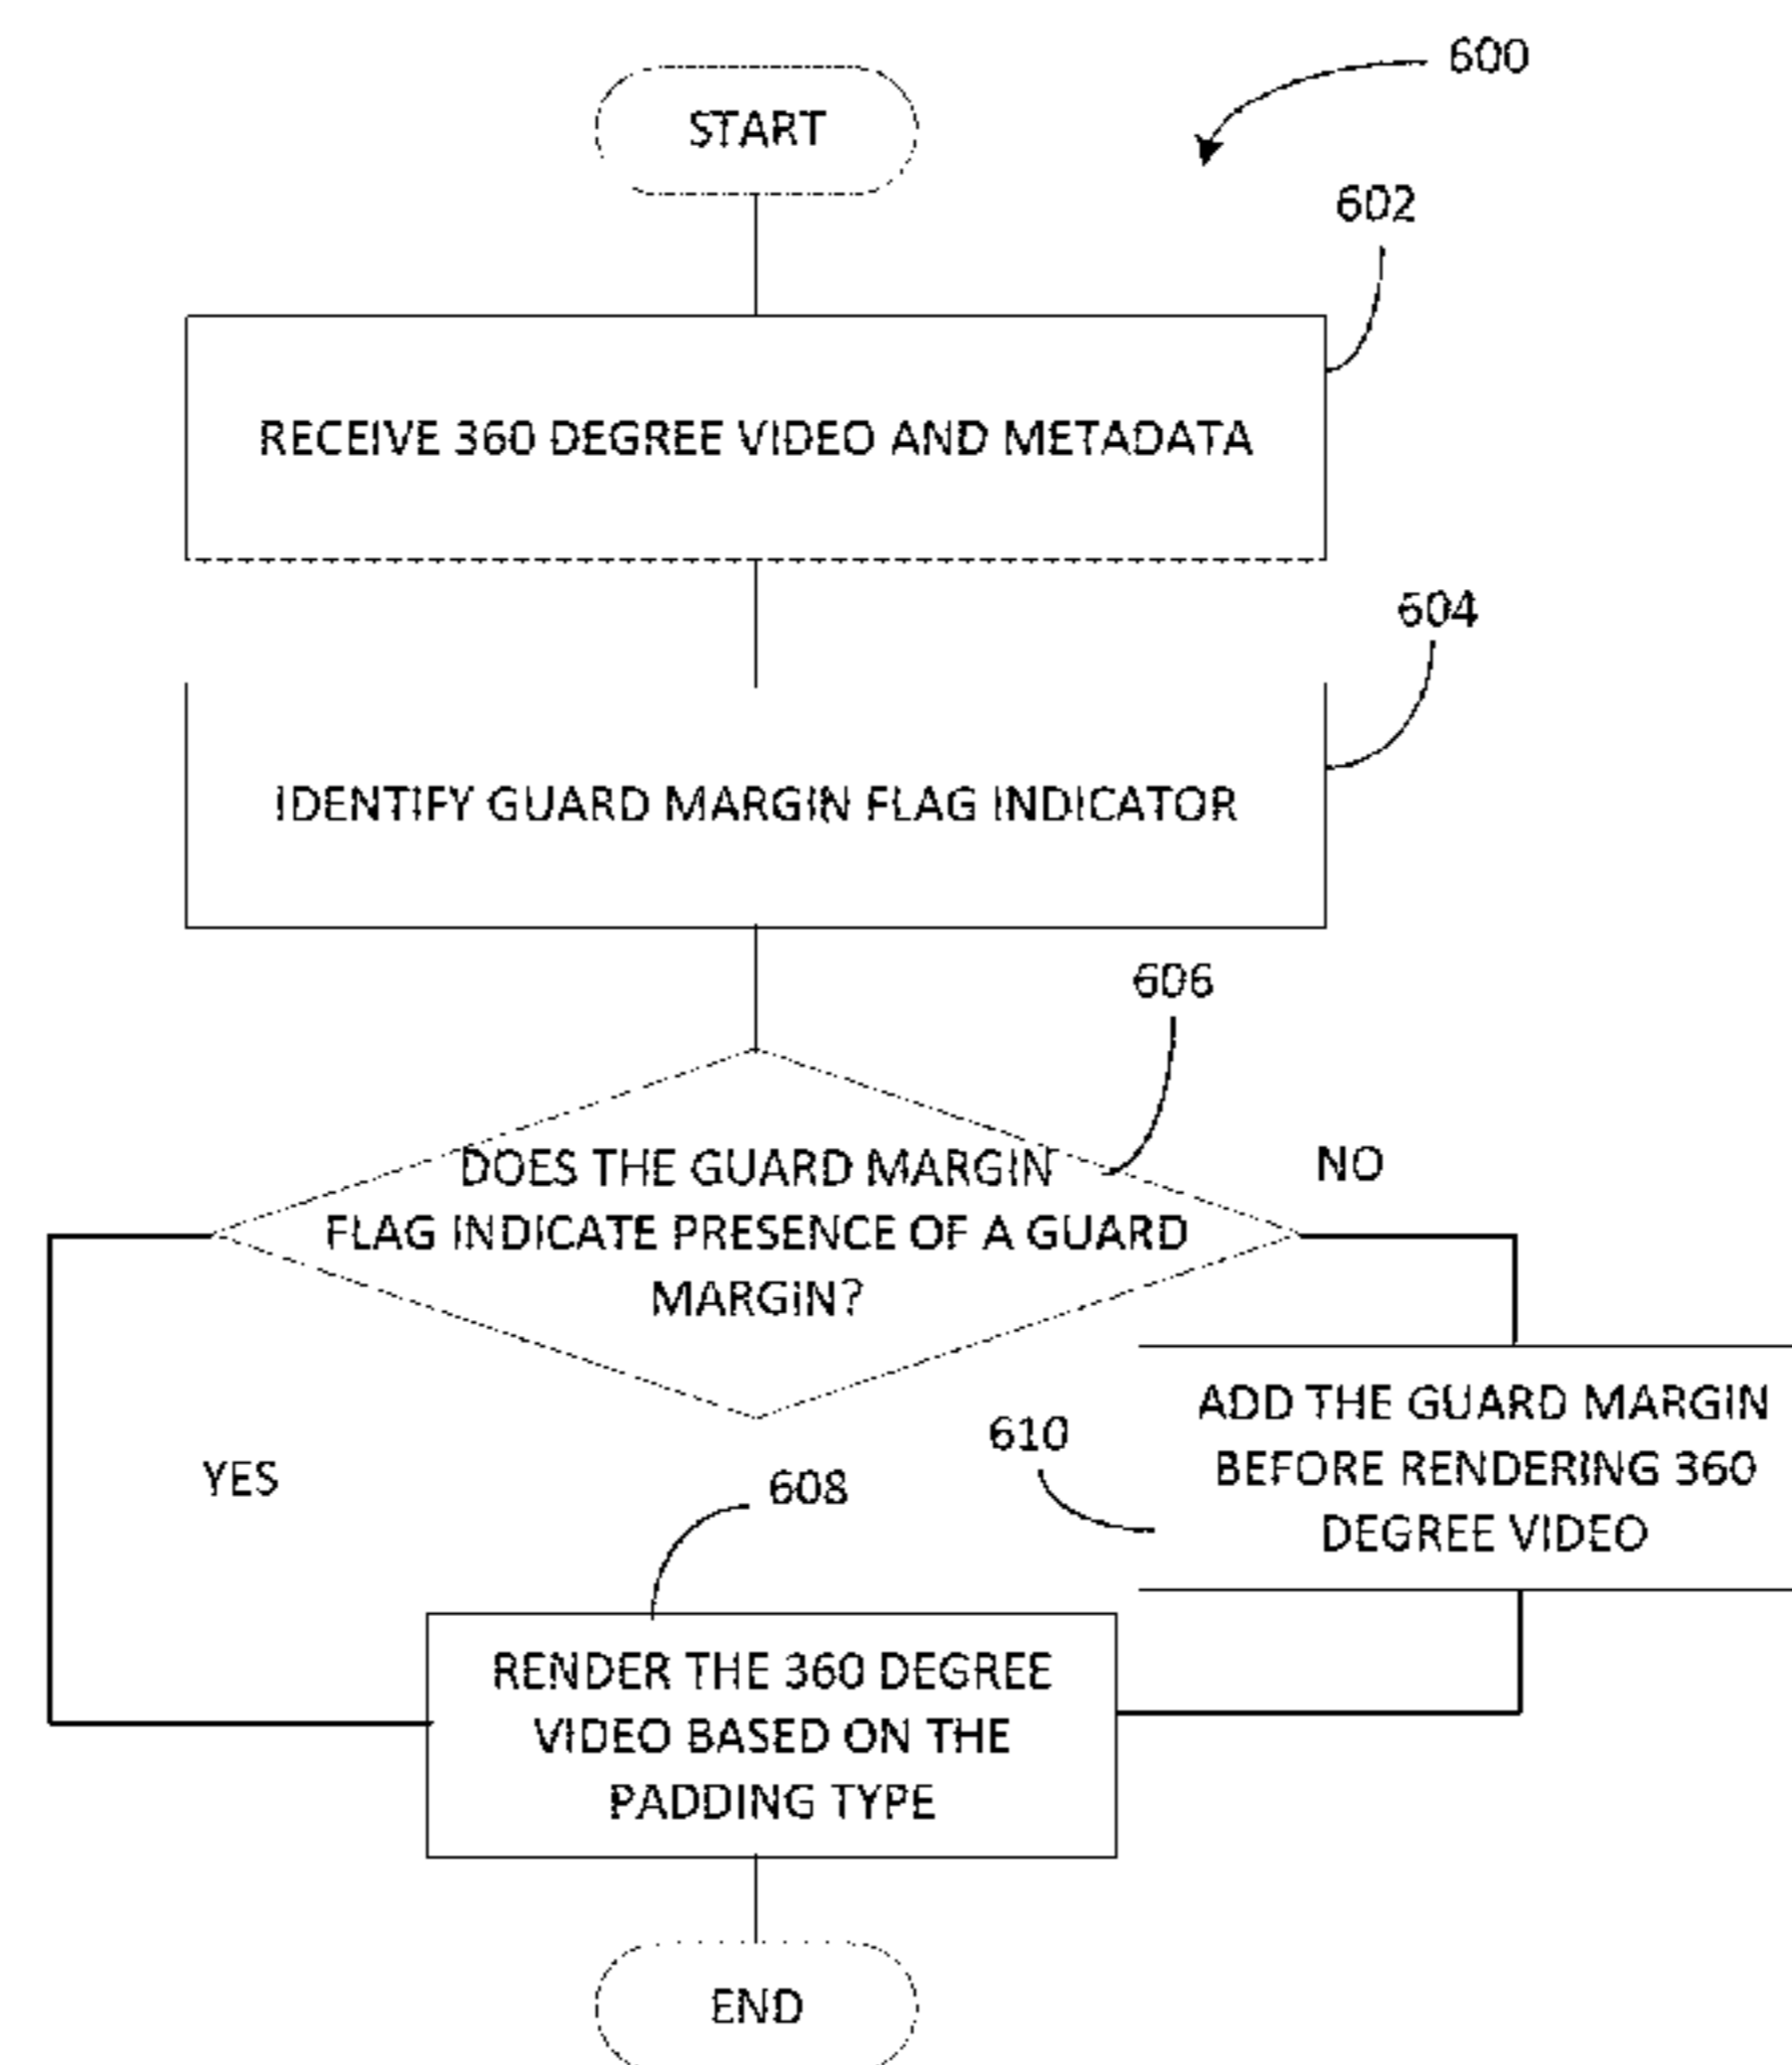 600
START
602
RECEIVE 360 DEGREE VIDEO AND METADATA
604
IDENTIFY GUARD MARGIN FLAG INDICATOR
606
DOES THE GUARD MARGIN
FLAG INDICATE PRESENCE OF A GUARD
MARGIN?
NO
YES
610
ADD THE GUARD MARGIN
BEFORE RENDERING 360
DEGREE VIDEO
608
RENDER THE 360 DEGREE
VIDEO BASED ON THE
PADDING TYPE
END